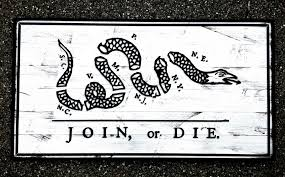 S.C.
N.C.
V.
M.
P.
N.J.
N.Y.
N.E.
JOIN, or DIE.